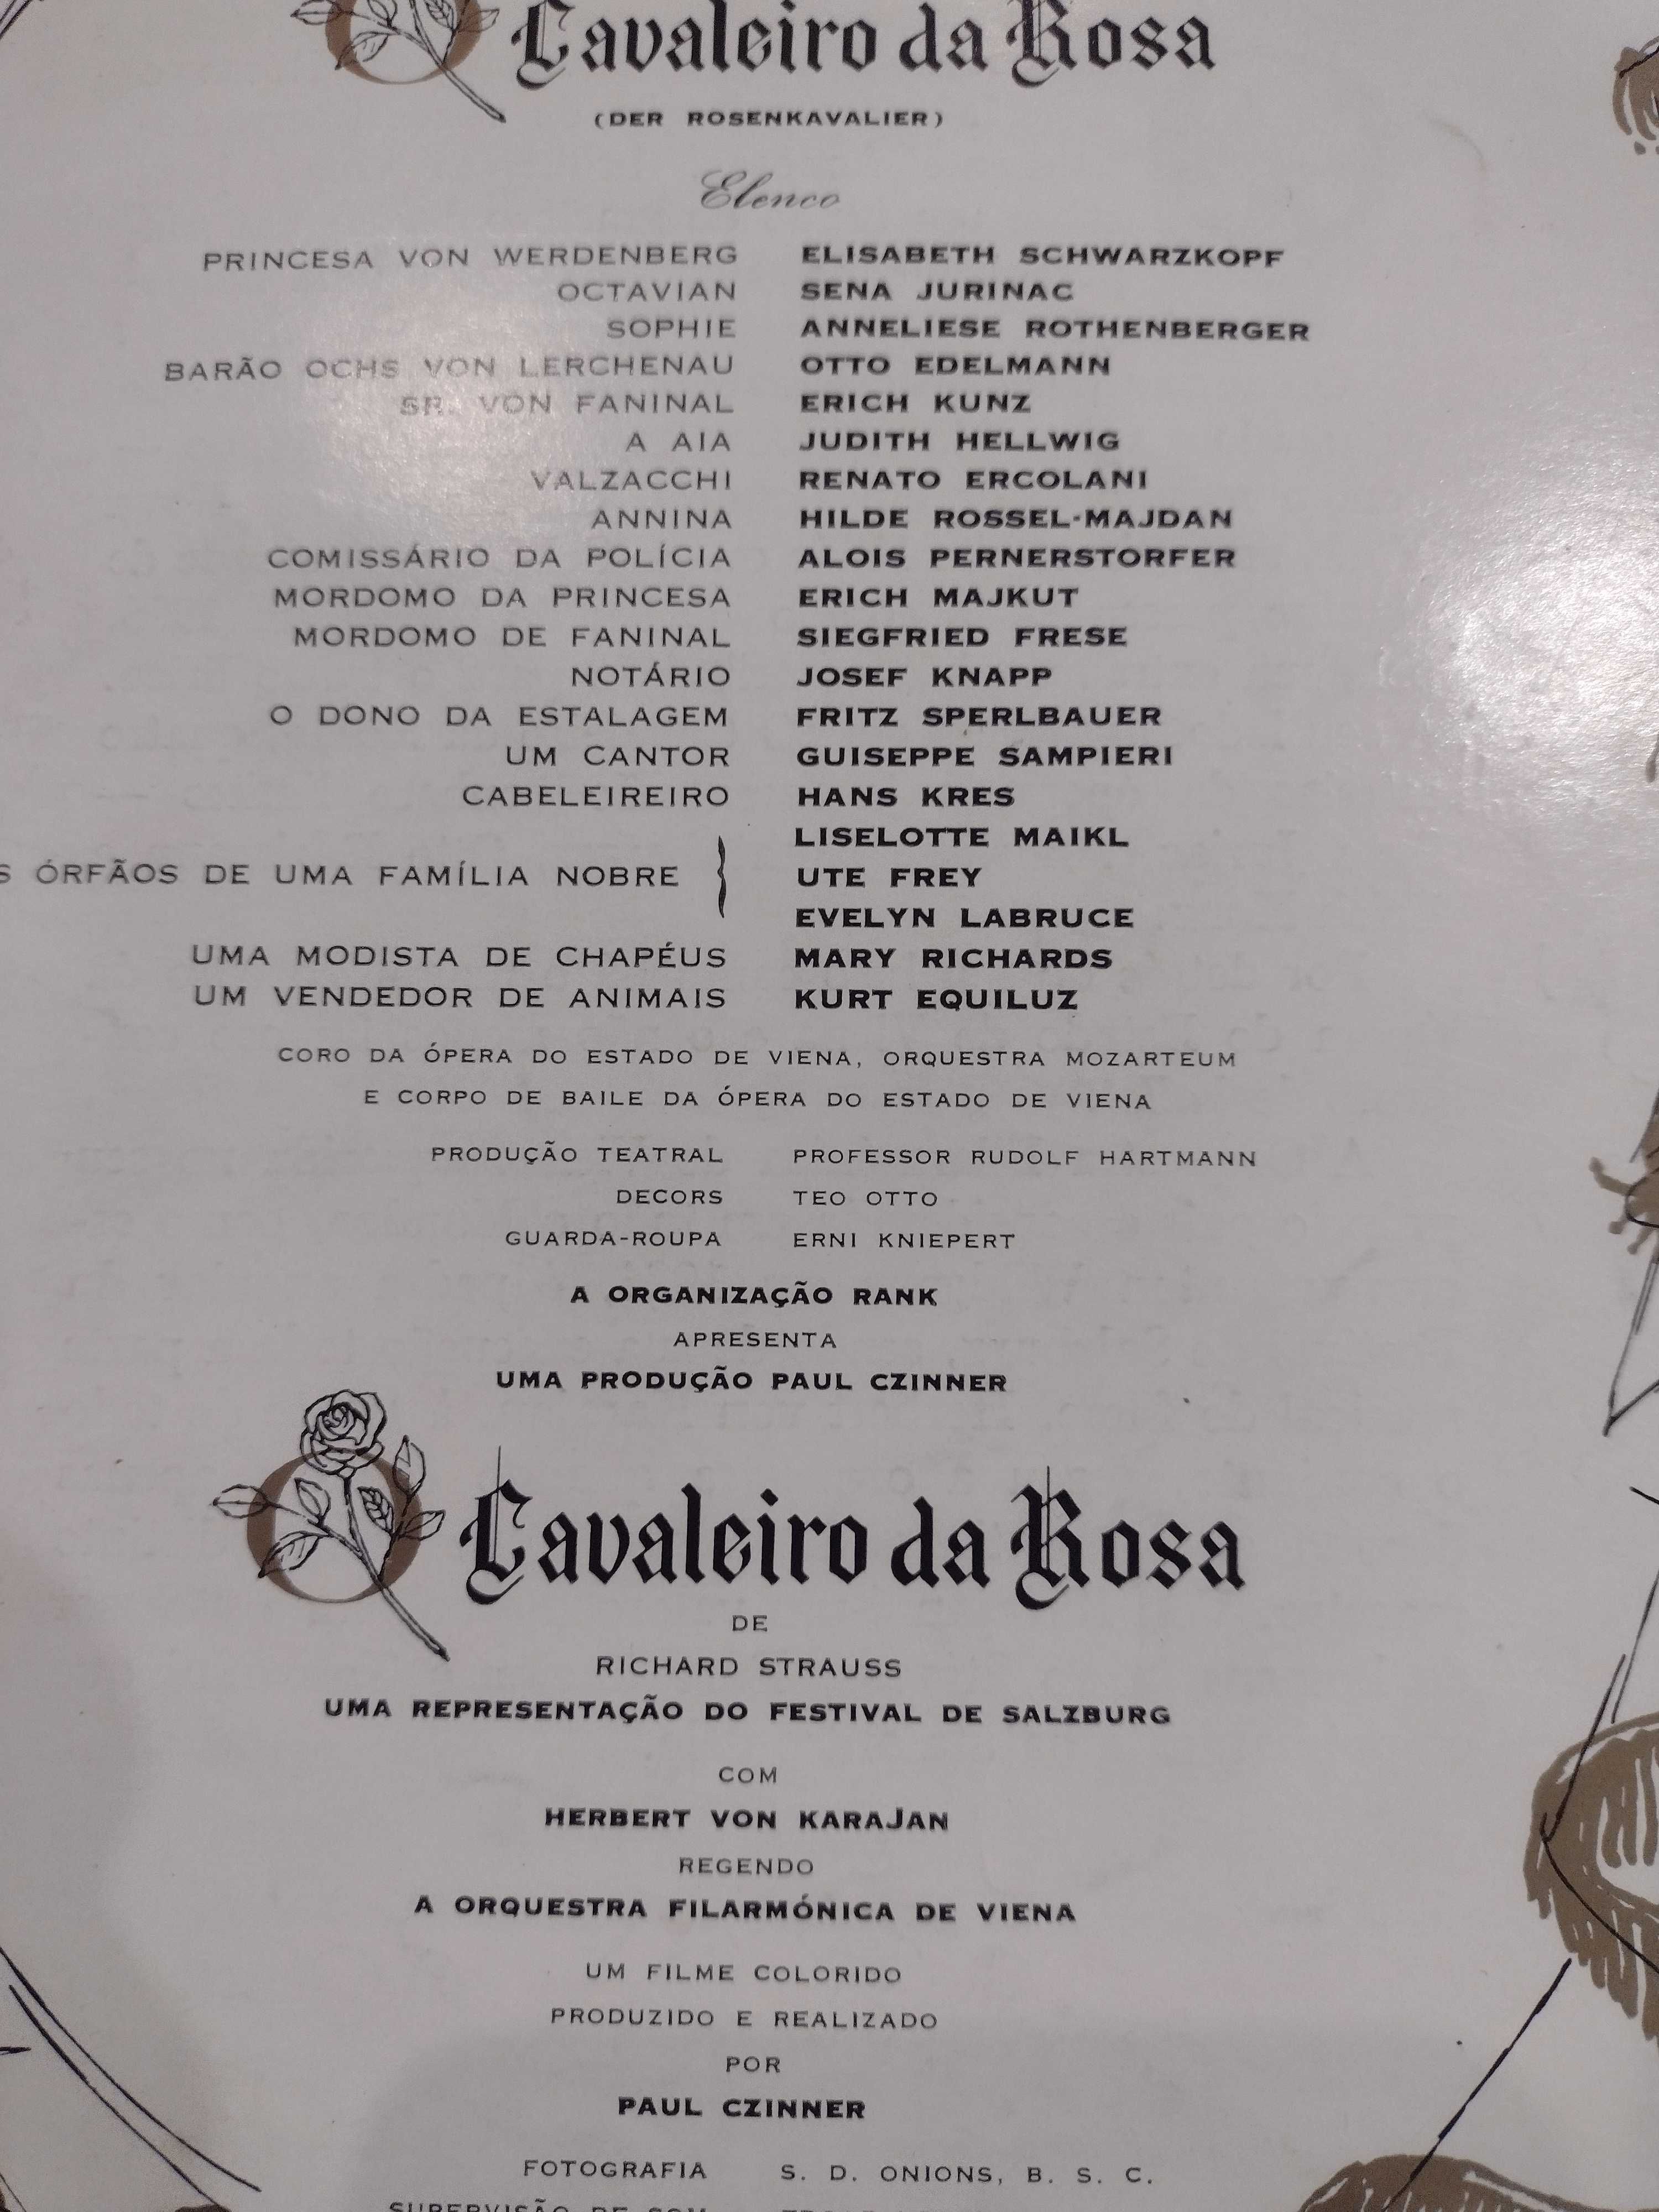 O Cavaleiro da Rosa
(DER ROSENKAVALIER)
Elenco
PRINCESA VON WERDENBERG ELISABETH SCHWARZKOPF
OCTAVIAN SENA JURINAC
SOPHIE ANNELIESE ROTHENBERGER
BARÃO OCHS VON LERCHENAU OTTO EDELMANN
SR. VON FANINAL ERICH KUNZ
A AIA JUDITH HELLWIG
VALZACCHI RENATO ERCOLANI
ANNINA HILDE ROSSEL-MAJDAN
COMISSÁRIO DA POLÍCIA ALOIS PERNERSTORFER
MORDOMO DA PRINCESA ERICH MAJKUT
MORDOMO DE FANINAL SIEGFRIED FRESE
NOTÁRIO JOSEF KNAPP
O DONO DA ESTALAGEM FRITZ SPERLBAUER
UM CANTOR GUISEPPE SAMPIERI
CABELEIREIRO HANS KRES
LISELOTTE MAIKL
ÓRFÃOS DE UMA FAMÍLIA NOBRE UTE FREY
EVELYN LABRUCE
UMA MODISTA DE CHAPÉUS MARY RICHARDS
UM VENDEDOR DE ANIMAIS KURT EQUILUZ
CORO DA ÓPERA DO ESTADO DE VIENA, ORQUESTRA MOZARTEUM
E CORPO DE BAILE DA ÓPERA DO ESTADO DE VIENA
PRODUÇÃO TEATRAL PROFESSOR RUDOLF HARTMANN
DECORS TEO OTTO
GUARDA-ROUPA ERNI KNIEPERT
A ORGANIZAÇÃO RANK
APRESENTA
UMA PRODUÇÃO PAUL CZINNER
O Cavaleiro da Rosa
DE
RICHARD STRAUSS
UMA REPRESENTAÇÃO DO FESTIVAL DE SALZBURG
COM
HERBERT VON KARAJAN
REGENDO
A ORQUESTRA FILARMÓNICA DE VIENA
UM FILME COLORIDO
PRODUZIDO E REALIZADO
POR
PAUL CZINNER
FOTOGRAFIA S. D. ONIONS, B. S. C.
SUPERVISÃO DE SOM